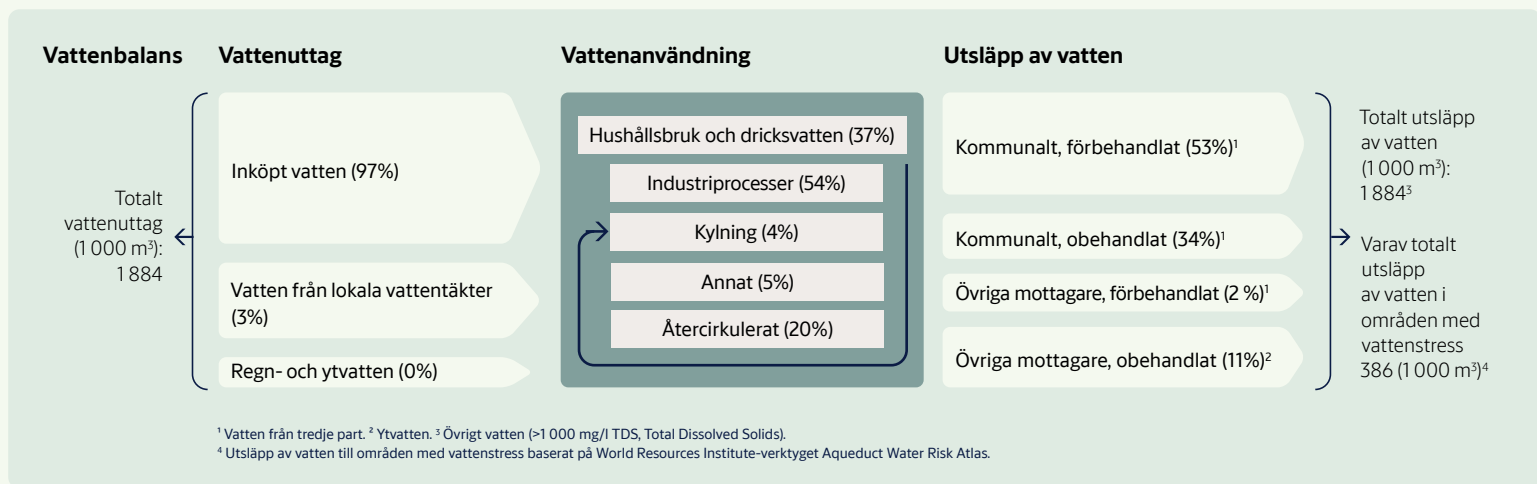 Vattenbalans
Vattenuttag
Vattenanvändning
Utsläpp av vatten
Totalt
vattenuttag
(1 000 m³):
1 884
Inköpt vatten (97%)
Vatten från lokala vattentäkter
(3%)
Regn- och ytvatten (0%)
Hushållsbruk och dricksvatten (37%)
Industriprocesser (54%)
Kylning (4%)
Annat (5%)
Återcirkulerat (20%)
Kommunalt, förbehandlat (53%)¹
Kommunalt, obehandlat (34%)¹
Övriga mottagare, förbehandlat (2 %)¹
Övriga mottagare, obehandlat (11%)²
Totalt utsläpp
av vatten
(1 000 m³):
1 884³
Varav totalt
utsläpp
av vatten i
områden med
vattenstress
386 (1 000 m³)⁴
¹ Vatten från tredje part. ² Ytvatten. ³ Övrigt vatten (>1 000 mg/l TDS, Total Dissolved Solids).
⁴ Utsläpp av vatten till områden med vattenstress baserat på World Resources Institute-verktyget Aqueduct Water Risk Atlas.